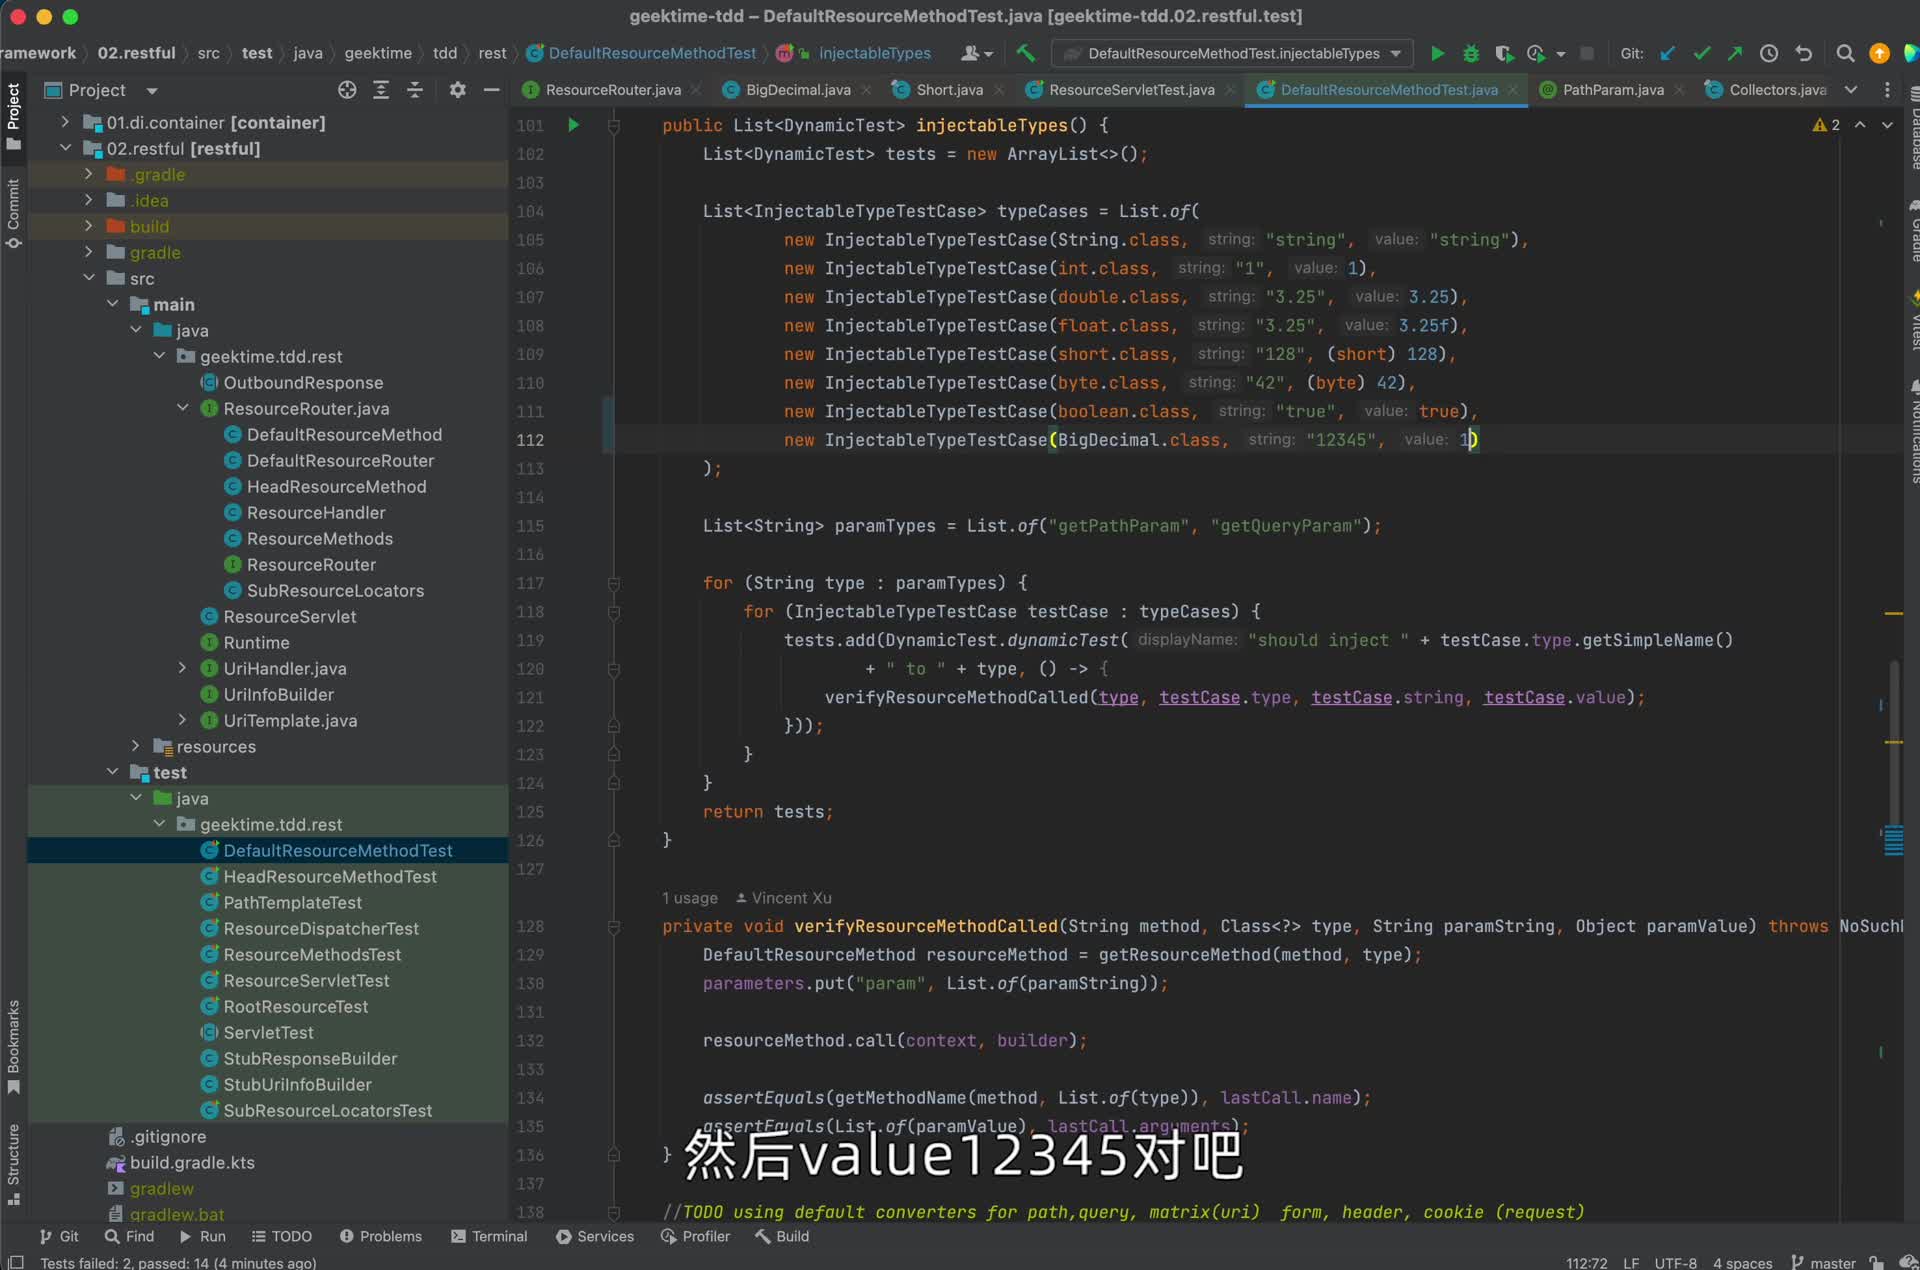 geektime-tdd – DefaultResourceMethodTest.java [geektime-tdd.02.restful.test]
ramework 02.restful src test java geektime tdd rest DefaultResourceMethodTest injectableTypes DefaultResourceMethodTest.injectableTypes Git:
Project
ResourceRouter.java BigDecimal.java Short.java ResourceServletTest.java DefaultResourceMethodTest.java PathParam.java Collectors.java
Project
Commit
Bookmarks
Structure
01.di.container [container]
02.restful [restful]
.gradle
.idea
build
gradle
src
main
java
geektime.tdd.rest
OutboundResponse
ResourceRouter.java
DefaultResourceMethod
DefaultResourceRouter
HeadResourceMethod
ResourceHandler
ResourceMethods
ResourceRouter
SubResourceLocators
ResourceServlet
Runtime
UriHandler.java
UriInfoBuilder
UriTemplate.java
resources
test
java
geektime.tdd.rest
DefaultResourceMethodTest
HeadResourceMethodTest
PathTemplateTest
ResourceDispatcherTest
ResourceMethodsTest
ResourceServletTest
RootResourceTest
ServletTest
StubResponseBuilder
StubUriInfoBuilder
SubResourceLocatorsTest
.gitignore
build.gradle.kts
gradlew
gradlew.bat
101 public List<DynamicTest> injectableTypes() {
102 List<DynamicTest> tests = new ArrayList<>();
103
104 List<InjectableTypeTestCase> typeCases = List.of(
105 new InjectableTypeTestCase(String.class, string: "string", value: "string"),
106 new InjectableTypeTestCase(int.class, string: "1", value: 1),
107 new InjectableTypeTestCase(double.class, string: "3.25", value: 3.25),
108 new InjectableTypeTestCase(float.class, string: "3.25", value: 3.25f),
109 new InjectableTypeTestCase(short.class, string: "128", (short) 128),
110 new InjectableTypeTestCase(byte.class, string: "42", (byte) 42),
111 new InjectableTypeTestCase(boolean.class, string: "true", value: true),
112 new InjectableTypeTestCase(BigDecimal.class, string: "12345", value: 1)
113 );
114
115 List<String> paramTypes = List.of("getPathParam", "getQueryParam");
116
117 for (String type : paramTypes) {
118 for (InjectableTypeTestCase testCase : typeCases) {
119 tests.add(DynamicTest.dynamicTest( displayName: "should inject " + testCase.type.getSimpleName()
120 + " to " + type, () -> {
121 verifyResourceMethodCalled(type, testCase.type, testCase.string, testCase.value);
122 }));
123 }
124 }
125 return tests;
126 }
127
1 usage Vincent Xu
128 private void verifyResourceMethodCalled(String method, Class<?> type, String paramString, Object paramValue) throws NoSuch
129 DefaultResourceMethod resourceMethod = getResourceMethod(method, type);
130 parameters.put("param", List.of(paramString));
131
132 resourceMethod.call(context, builder);
133
134 assertEquals(getMethodName(method, List.of(type)), lastCall.name);
135 assertEquals(List.of(paramValue), lastCall.arguments);
136 }
137
138 //TODO using default converters for path,query, matrix(uri) form, header, cookie (request)
2
Database
Gradle
Vitest
Notifications
然后value12345对吧
Git Find Run TODO Problems Terminal Services Profiler Build
Tests failed: 2, passed: 14 (4 minutes ago) 112:72 LF UTF-8 4 spaces master